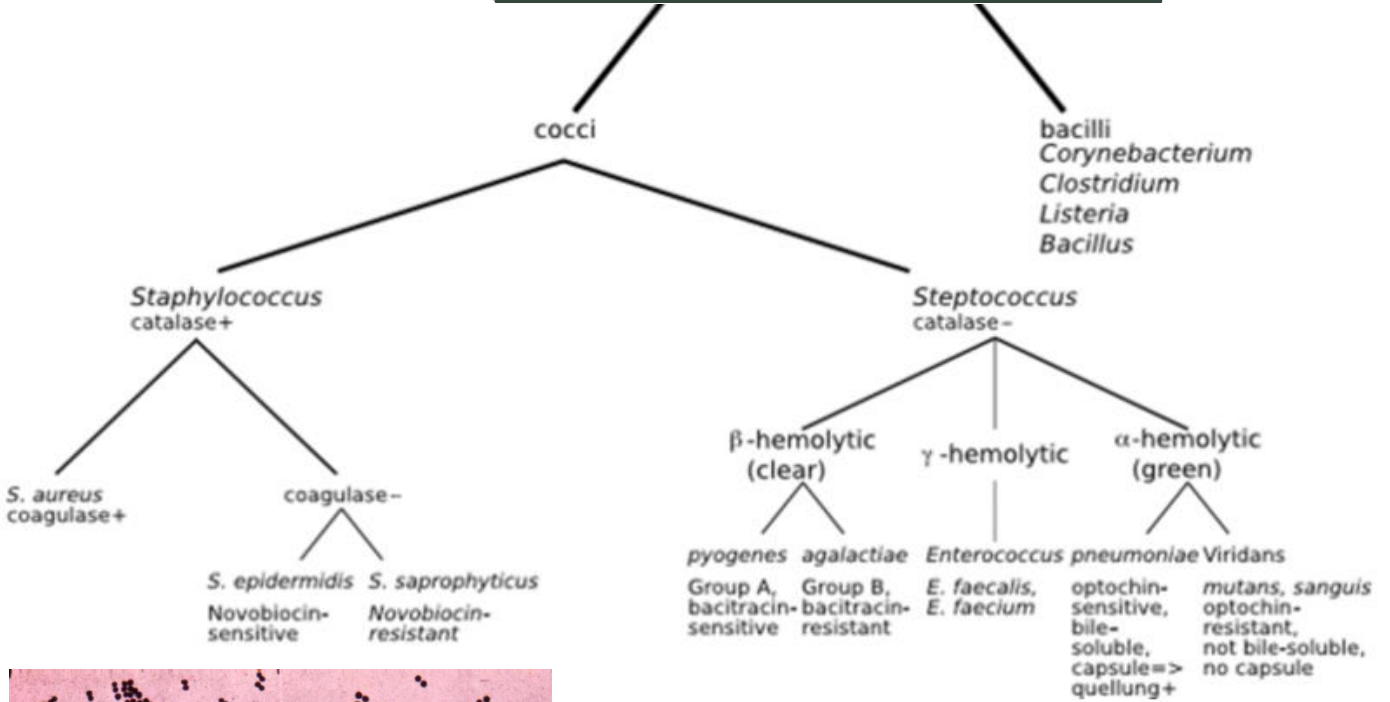 cocci
bacilli
Corynebacterium
Clostridium
Listeria
Bacillus
Staphylococcus
catalase+
Steptococcus
catalase–
S. aureus
coagulase+
coagulase–
S. epidermidis
Novobiocin-
sensitive
S. saprophyticus
Novobiocin-
resistant
β-hemolytic
(clear)
γ-hemolytic
α-hemolytic
(green)
pyogenes
Group A,
bacitracin-
sensitive
agalactiae
Group B,
bacitracin-
resistant
Enterococcus
E. faecalis,
E. faecium
pneumoniae
optochin-
sensitive,
bile-
soluble,
capsule=>
quellung+
Viridans
mutans, sanguis
optochin-
resistant,
not bile-soluble,
no capsule